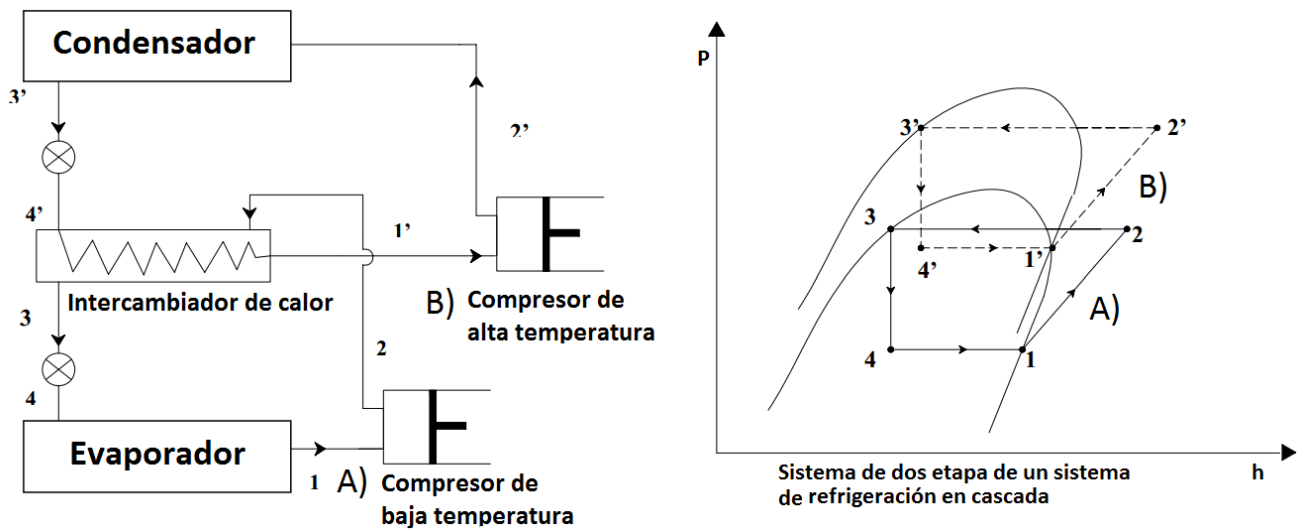 Condensador
3’
2’
4’
1’
Intercambiador de calor
B) Compresor de
alta temperatura
3
2
4
Evaporador
1
A) Compresor de
baja temperatura
P
3’
2’
B)
3
2
4’
1’
A)
4
1
h
Sistema de dos etapa de un sistema
de refrigeración en cascada